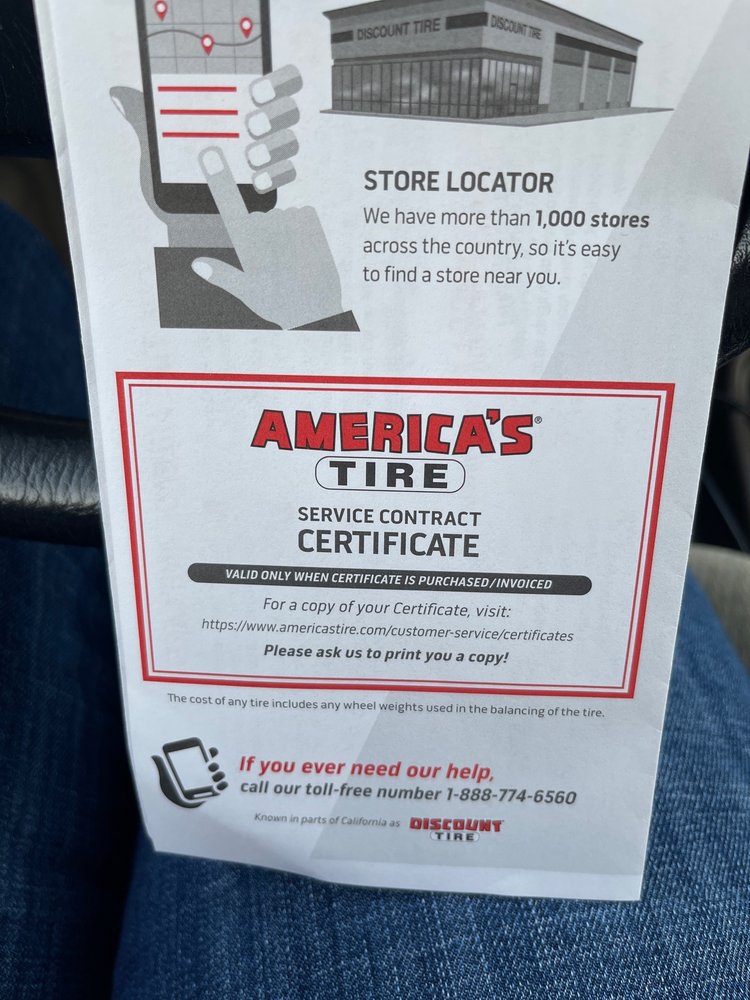 DISCOUNT TIRE
DISCOUNT TIRE
STORE LOCATOR
We have more than 1,000 stores
across the country, so it's easy
to find a store near you.
AMERICA'S®
TIRE
SERVICE CONTRACT
CERTIFICATE
VALID ONLY WHEN CERTIFICATE IS PURCHASED/INVOICED
For a copy of your Certificate, visit:
https://www.americastire.com/customer-service/certificates
Please ask us to print you a copy!
The cost of any tire includes any wheel weights used in the balancing of the tire.
If you ever need our help,
call our toll-free number 1-888-774-6560
Known in parts of California as DISCOUNT
TIRE